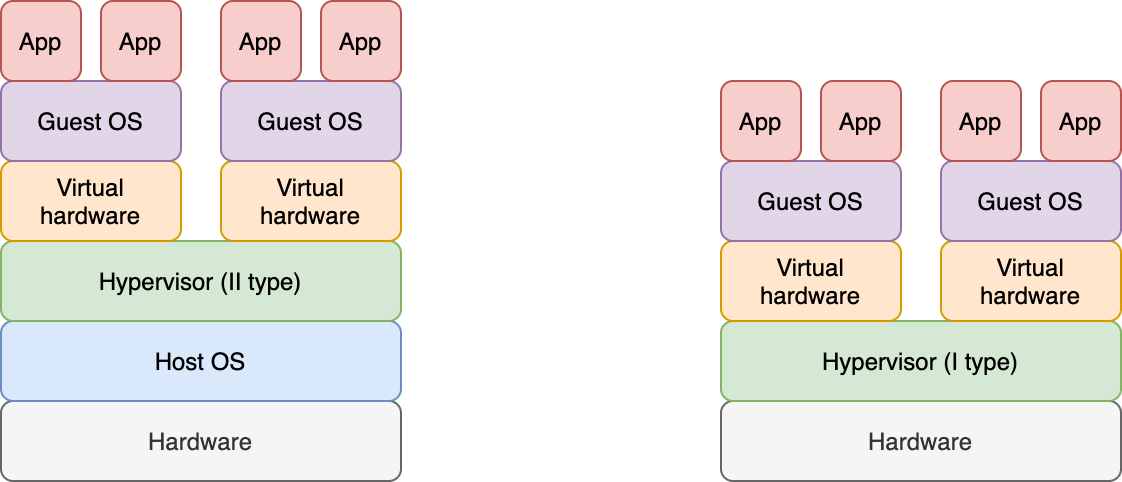 App
App
App
App
Guest OS
Guest OS
Virtual
hardware
Virtual
hardware
Hypervisor (II type)
Host OS
Hardware
App
App
App
App
Guest OS
Guest OS
Virtual
hardware
Virtual
hardware
Hypervisor (I type)
Hardware